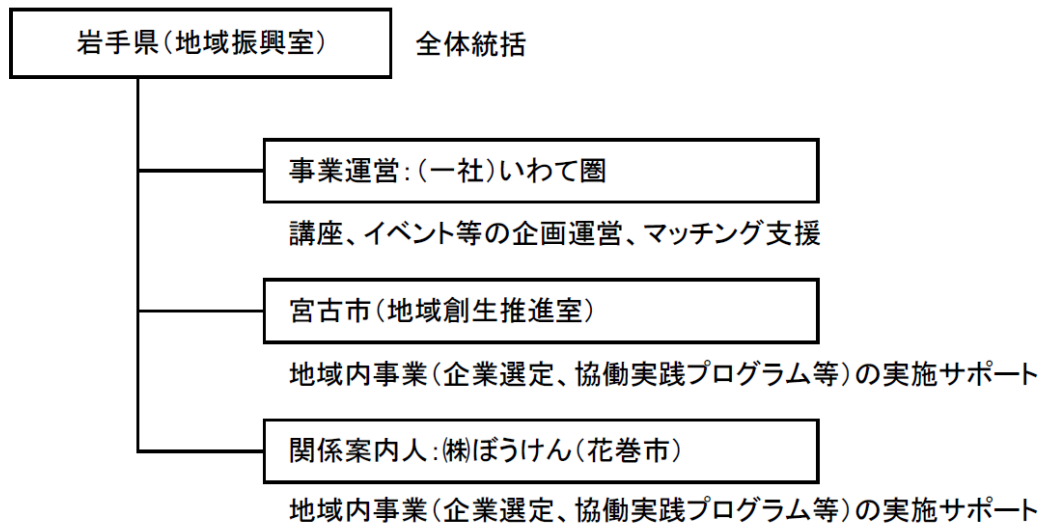 岩手県（地域振興室） 全体統括
事業運営：（一社）いわて圏
講座、イベント等の企画運営、マッチング支援
宮古市（地域創生推進室）
地域内事業（企業選定、協働実践プログラム等）の実施サポート
関係案内人：㈱ぼうけん（花巻市）
地域内事業（企業選定、協働実践プログラム等）の実施サポート